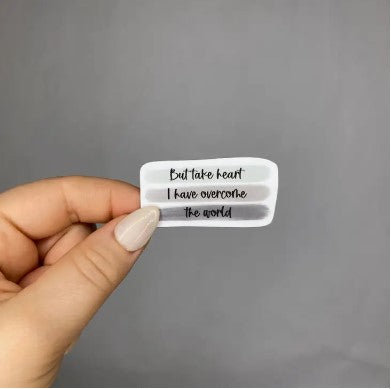 But take heart
I have overcome
the world